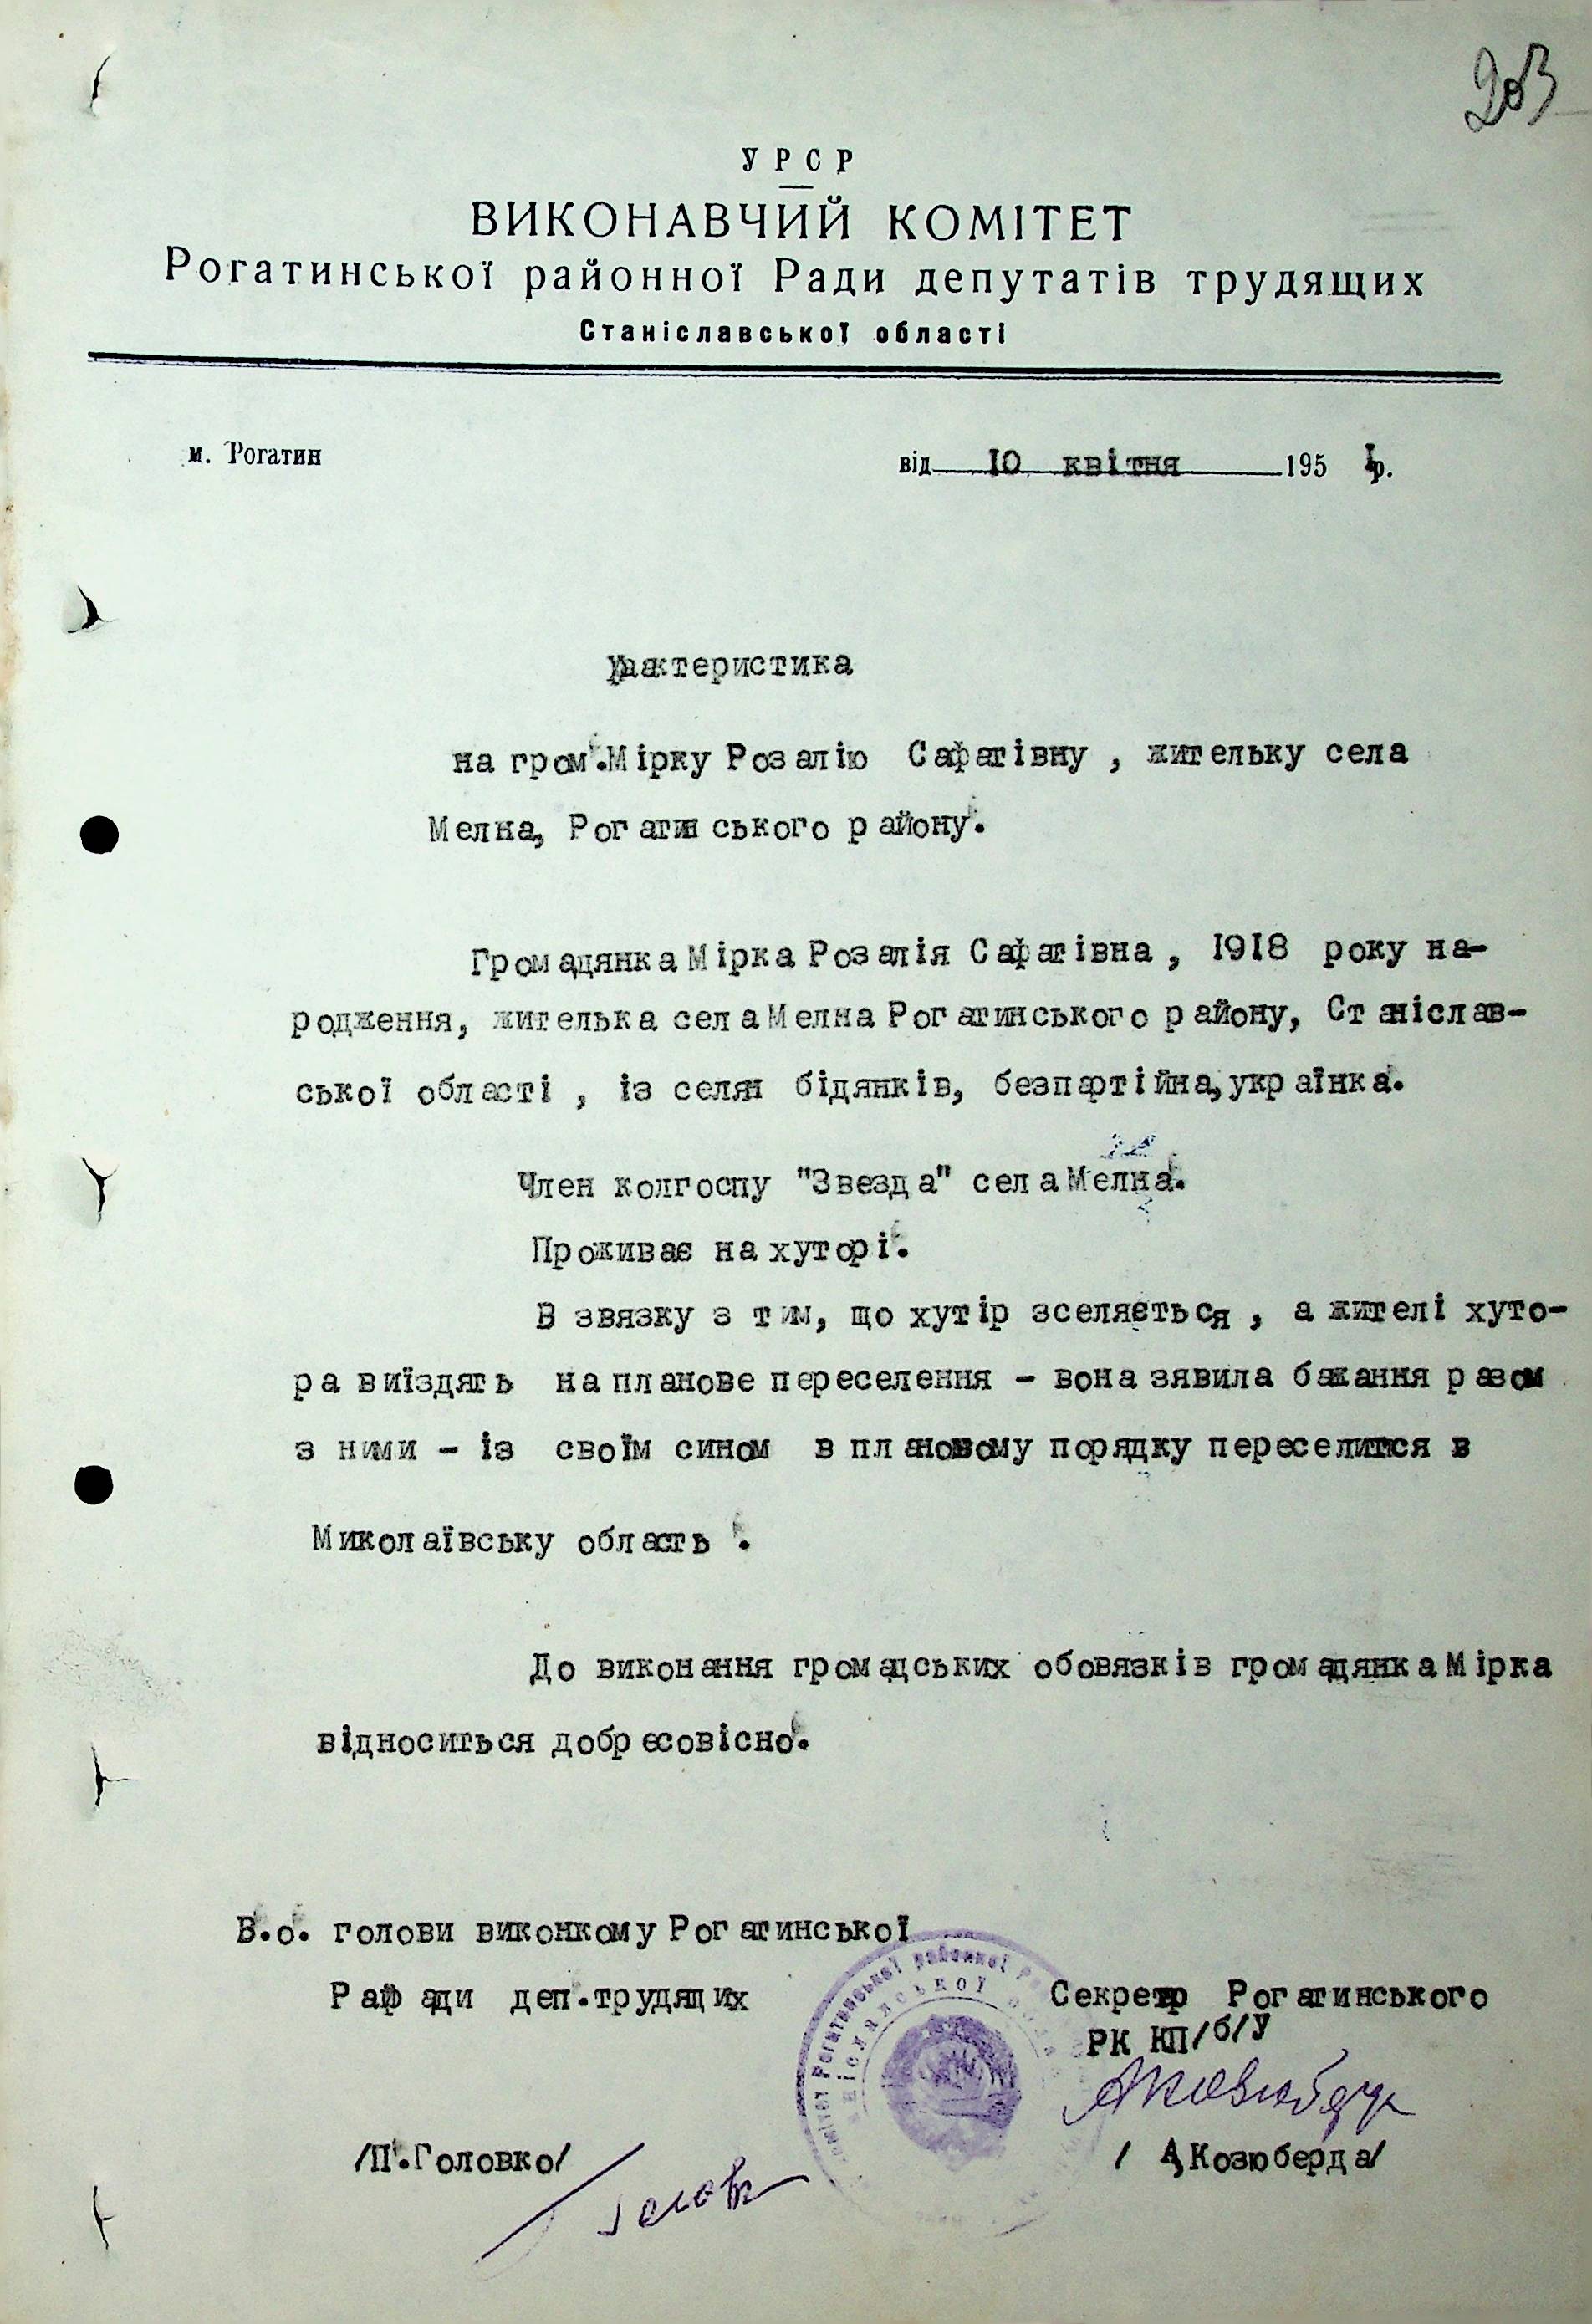 203
УРСР
ВИКОНАВЧИЙ КОМІТЕТ
Рогатинської районної Ради депутатів трудящих
Станіславської області
м. Рогатин
від 10 квітня 195 1р.
Характеристика
на гром.Мірку Розалію Сафатівну , жительку села
Мелна, Рогатинського району.
Громадянка Мірка Розалія Сафатівна , 1918 року на-
родження, жителька села Мелна Рогатинського району, Станіслав-
ської області , із селян бідянків, безпартійна,українка.
Член колгоспу "Звезда" села Мелна.
Проживає на хуторі.
В звязку з тим, що хутір зселяється , а жителі хуто-
ра виїздять на планове переселення - вона зявила бажання разом
з ними - із своїм сином в плановому порядку переселитися в
Миколаївську область .
До виконання громадських обовязків громадянка Мірка
відноситься добресовісно.
В.о. голови виконкому Рогатинської
Райради деп.трудящих
Секретар Рогатинського
РК КП/б/У
/П.Головко/
/ А,Козюберда/